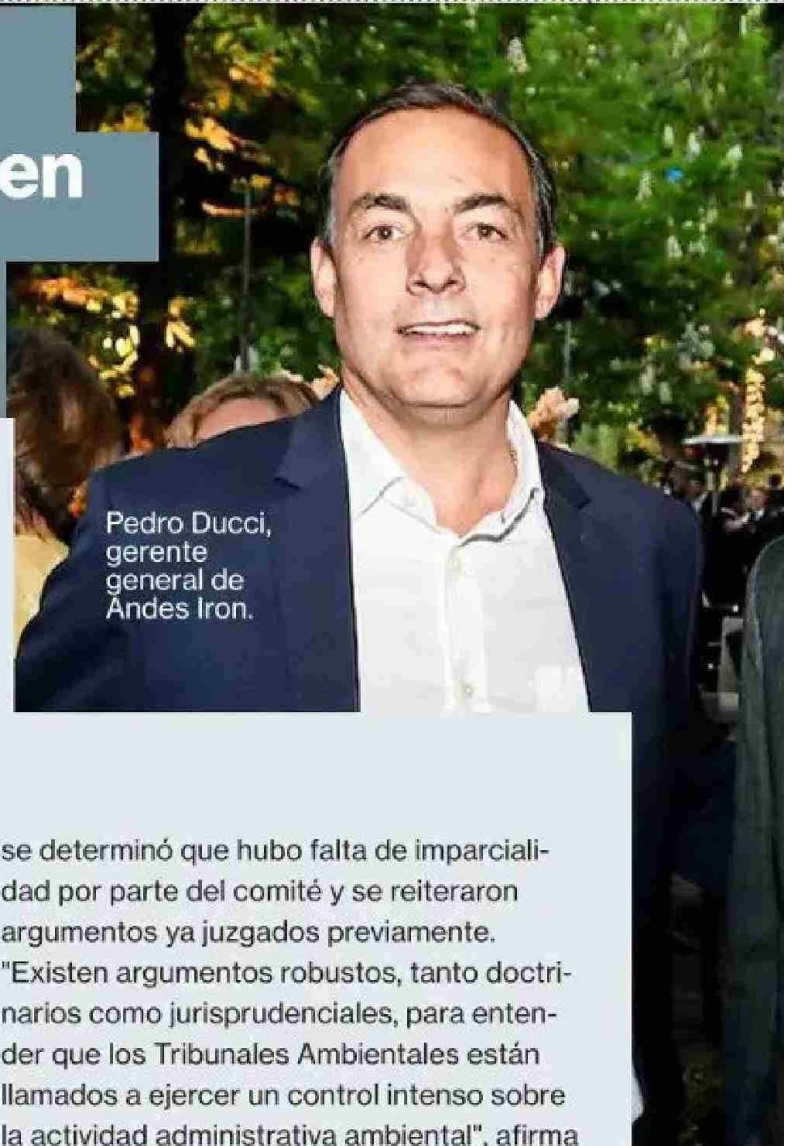 en
Pedro Ducci,
gerente
general de
Andes Iron.
se determinó que hubo falta de imparciali-
dad por parte del comité y se reiteraron
argumentos ya juzgados previamente.
"Existen argumentos robustos, tanto doctri-
narios como jurisprudenciales, para enten-
der que los Tribunales Ambientales están
llamados a ejercer un control intenso sobre
la actividad administrativa ambiental", afirma